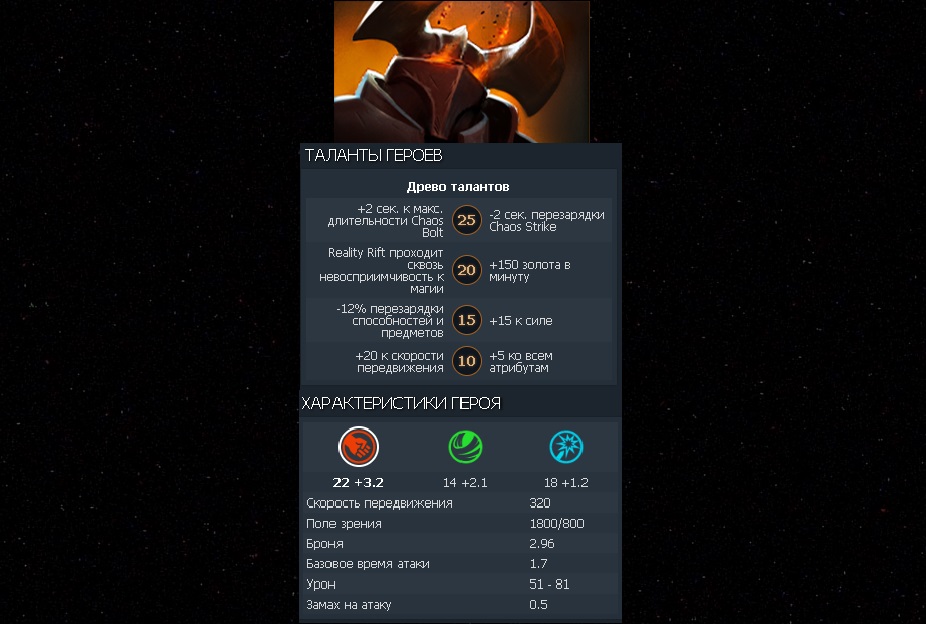 ТАЛАНТЫ ГЕРОЕВ
Древо талантов
+2 сек. к макс.
длительности Chaos
Bolt
25
-2 сек. перезарядки
Chaos Strike
Reality Rift проходит
сквозь
невосприимчивость к
магии
20
+150 золота в
минуту
-12% перезарядки
способностей и
предметов
15
+15 к силе
+20 к скорости
передвижения
10
+5 ко всем
атрибутам
ХАРАКТЕРИСТИКИ ГЕРОЯ
22 +3.2
14 +2.1
18 +1.2
Скорость передвижения 320
Поле зрения 1800/800
Броня 2.96
Базовое время атаки 1.7
Урон 51 - 81
Замах на атаку 0.5